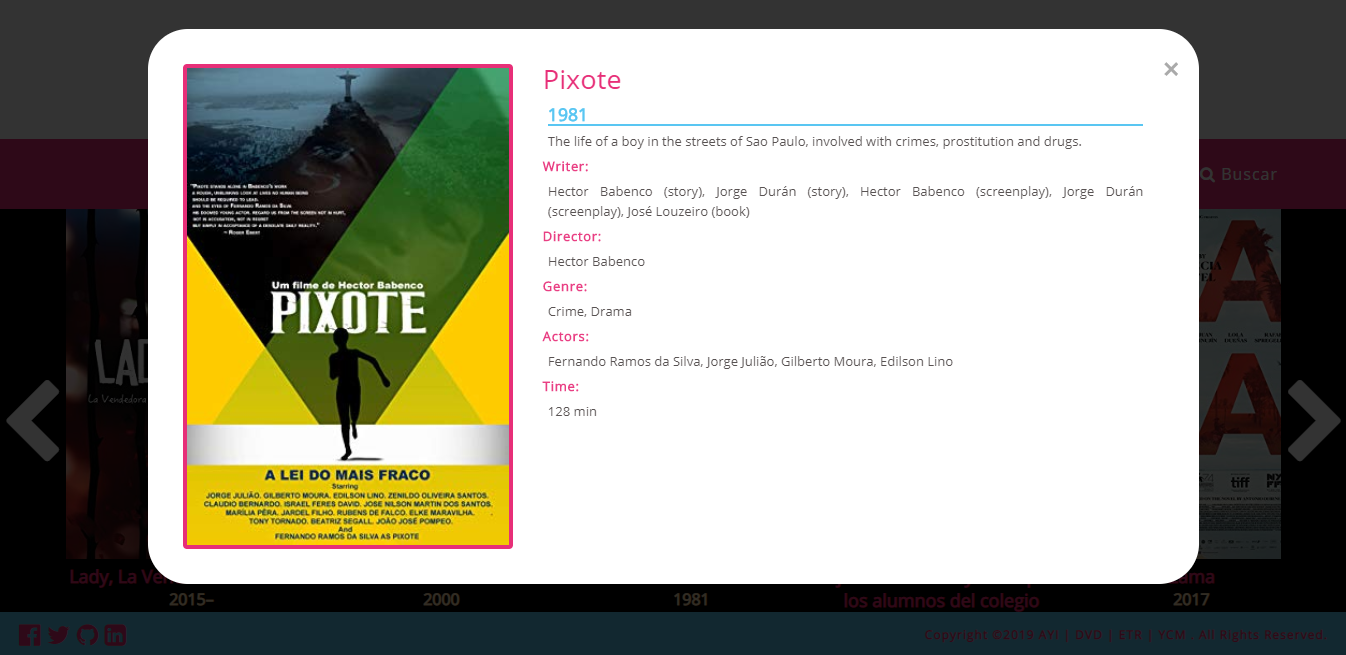 Pixote
×
1981
The life of a boy in the streets of Sao Paulo, involved with crimes, prostitution and drugs.
Writer:
Hector Babenco (story), Jorge Durán (story), Hector Babenco (screenplay), Jorge Durán
(screenplay), José Louzeiro (book)
Director:
Hector Babenco
Genre:
Crime, Drama
Actors:
Fernando Ramos da Silva, Jorge Julião, Gilberto Moura, Edilson Lino
Time:
128 min
"Pixote stands alone in Babenco's work
a rough, unblinking look at lives no human being
should be required to lead.
and the eyes of Fernando Ramos da Silva
his doomed young actor, regard us from the screen not in hurt,
not in accusation, not in regret
but simply in acceptance of a desolate daily reality."
~ Roger Ebert
Um filme de Hector Babenco
PIXOTE
A LEI DO MAIS FRACO
Starring
JORGE JULIÃO. GILBERTO MOURA. EDILSON LINO. ZENILDO OLIVEIRA SANTOS.
CLAUDIO BERNARDO. ISRAEL FERES DAVID. JOSE NILSON MARTIN DOS SANTOS.
MARÍLIA PÊRA. JARDEL FILHO. RUBENS DE FALCO. ELKE MARAVILHA.
TONY TORNADO. BEATRIZ SEGALL. JOÃO JOSÉ POMPEO.
And
FERNANDO RAMOS DA SILVA AS PIXOTE
Buscar
LAD
La Vendedora
tiff
Lady, La Ve
ama
los alumnos del colegio
2015–
2000
1981
2017
Copyright ©2019 AYI | DVD | ETR | YCM . All Rights Reserved.